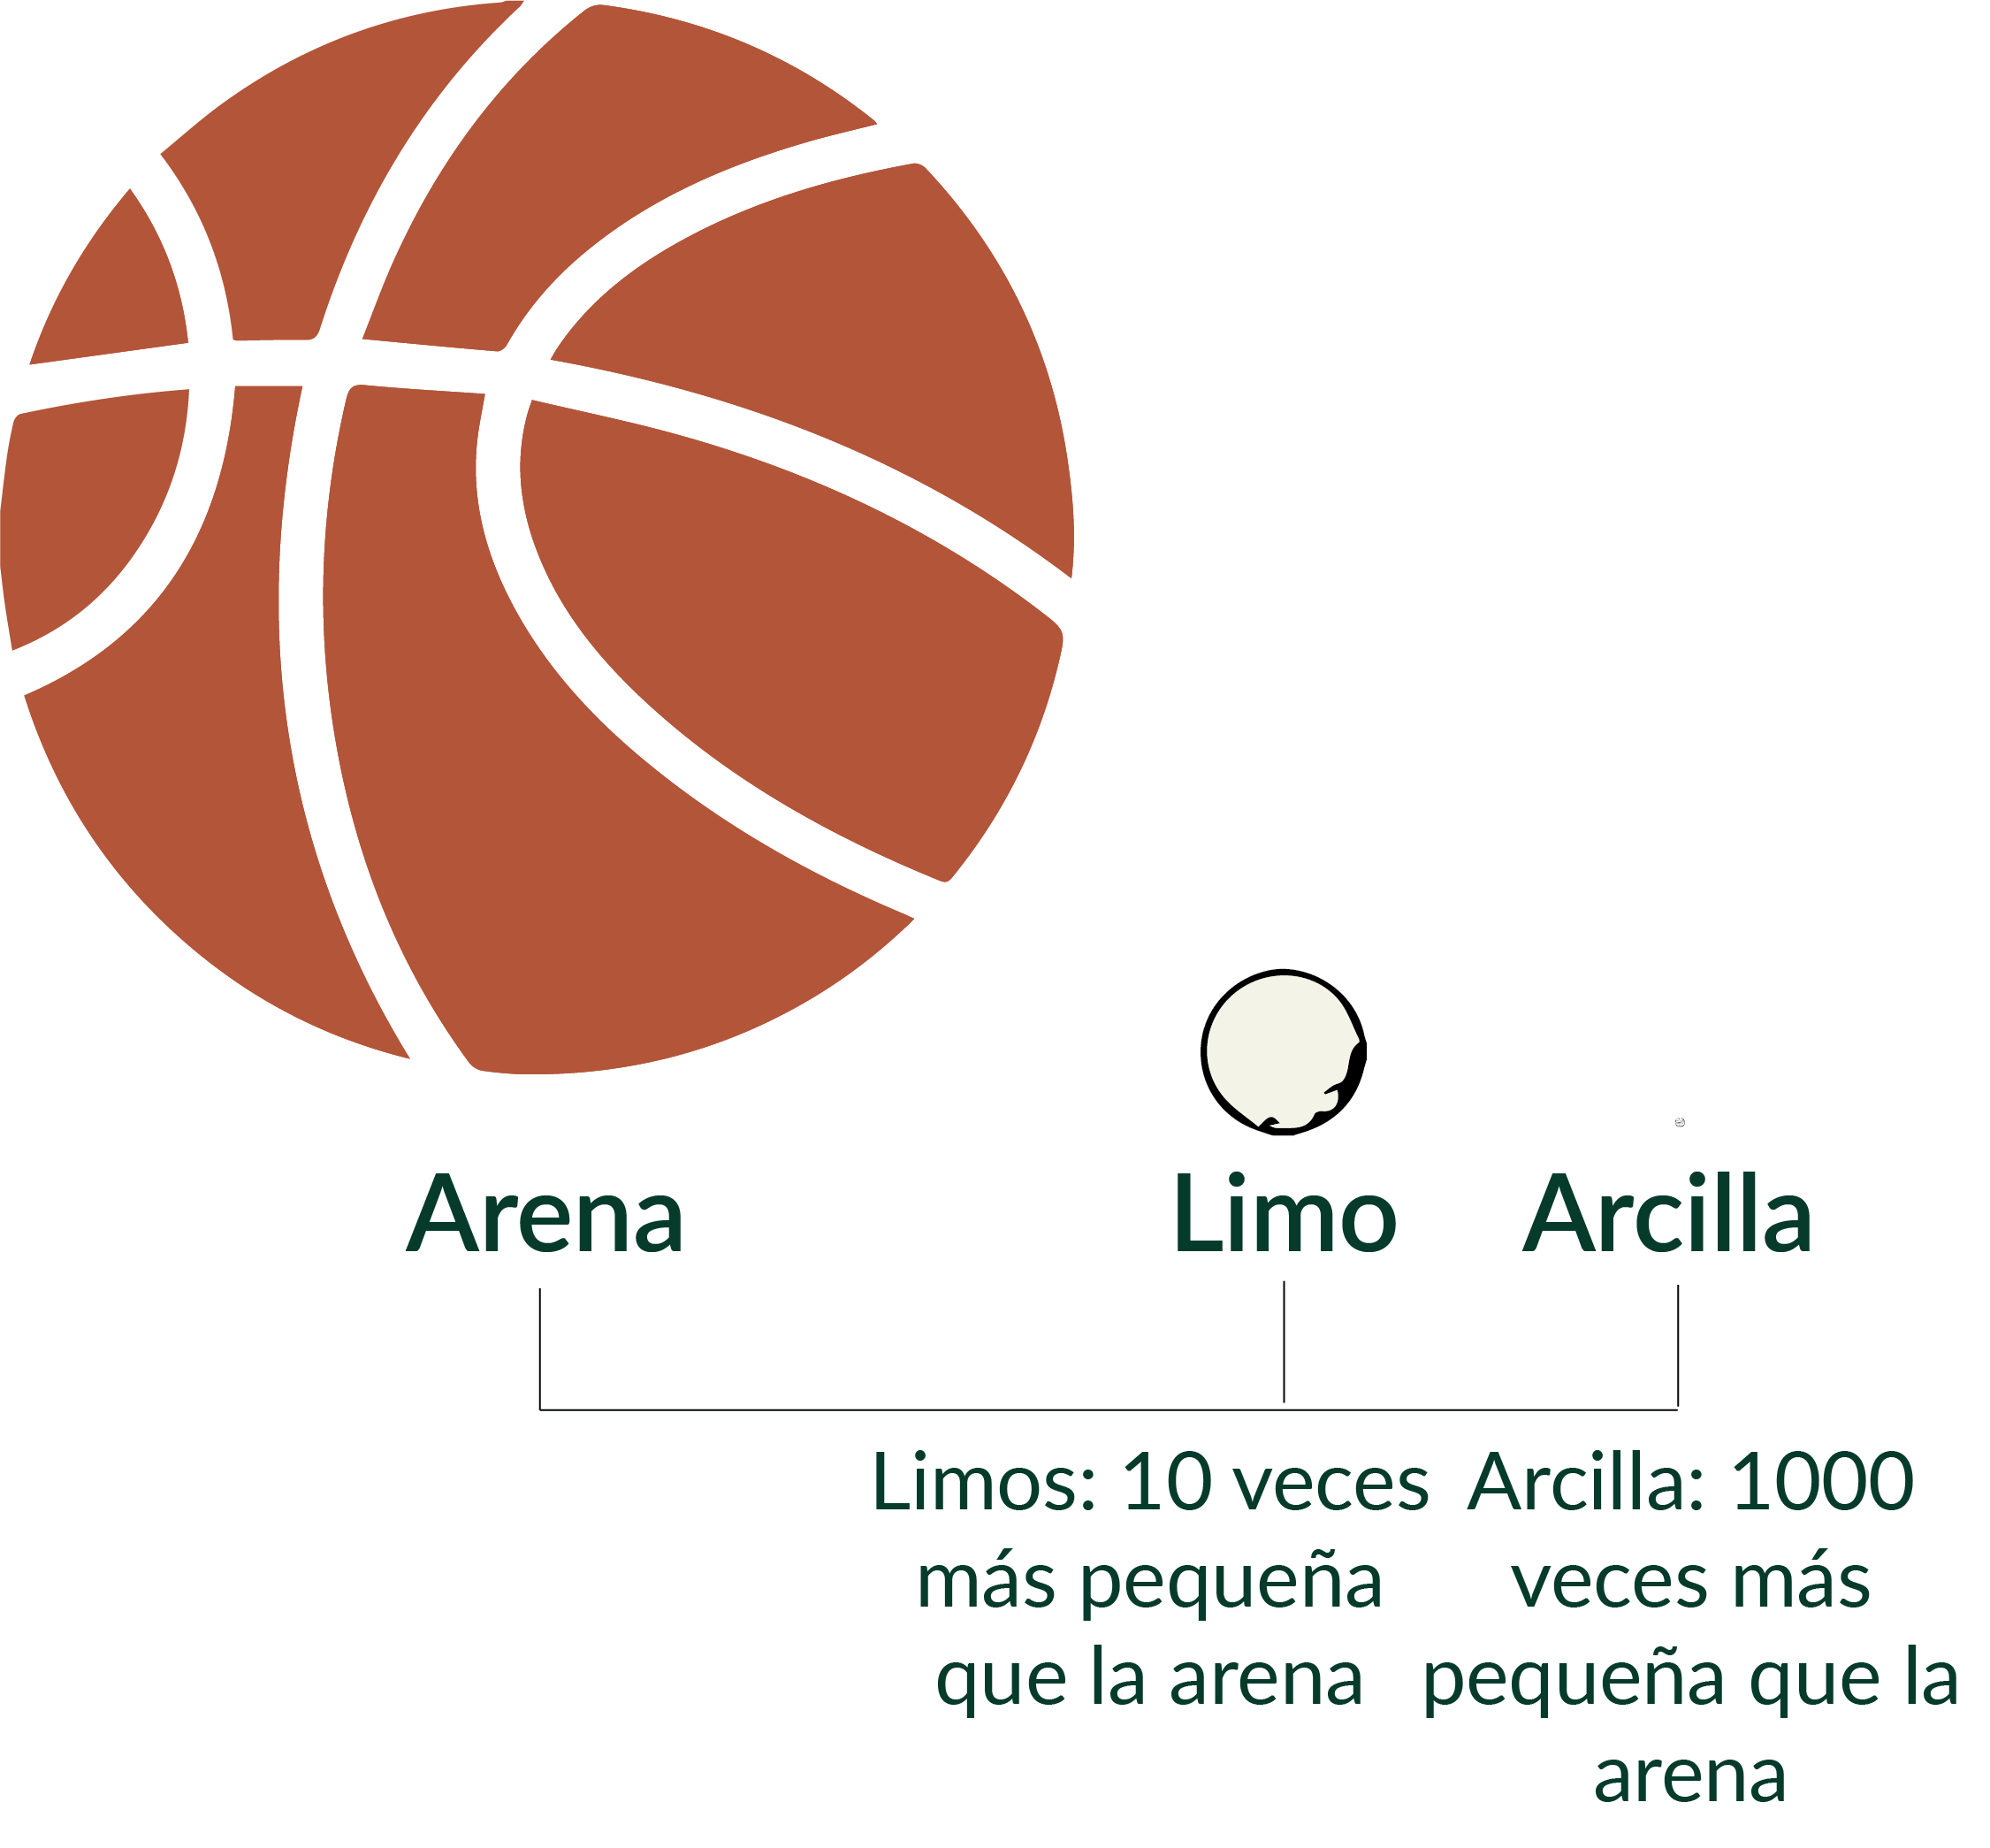 Arena
Limo
Arcilla
Limos: 10 veces
más pequeña
que la arena
Arcilla: 1000
veces más
pequeña que la
arena